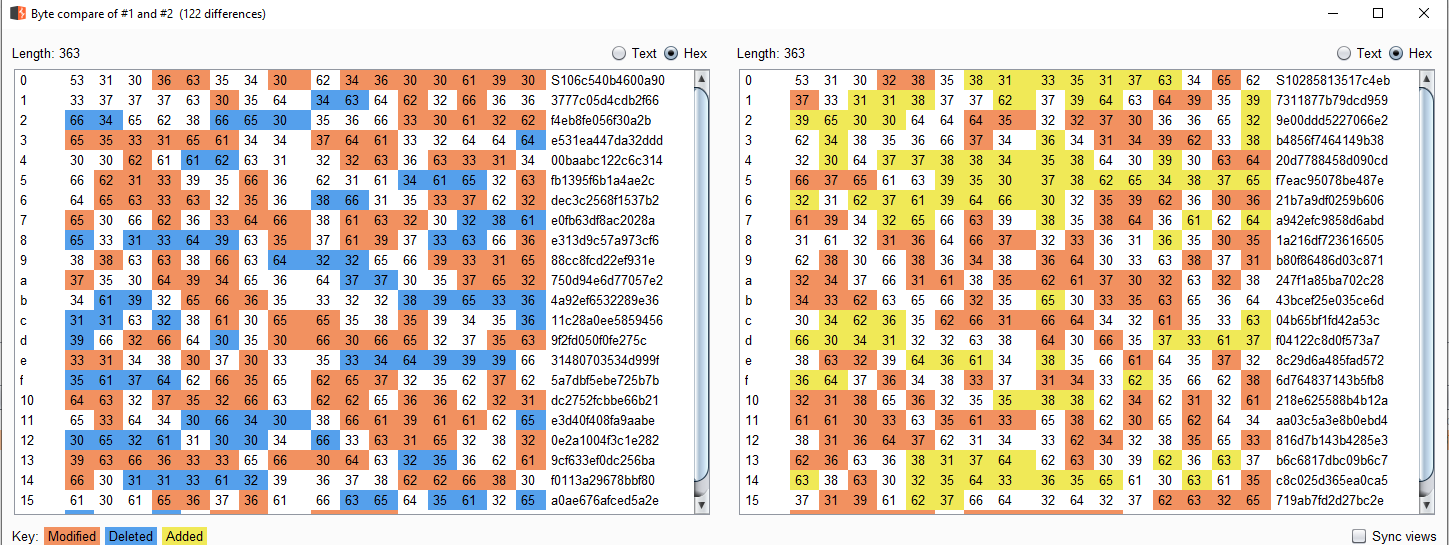 Byte compare of #1 and #2 (122 differences)
Length: 363 Text Hex
0 53 31 30 36 63 35 34 30 62 34 36 30 30 61 39 30 S106c540b4600a90
1 33 37 37 37 63 30 35 64 34 63 64 62 32 66 36 36 3777c05d4cdb2f66
2 66 34 65 62 38 66 65 30 35 36 66 33 30 61 32 62 f4eb8fe056f30a2b
3 65 35 33 31 65 61 34 34 37 64 61 33 32 64 64 64 e531ea447da32ddd
4 30 30 62 61 61 62 63 31 32 32 63 36 63 33 31 34 00baabc122c6c314
5 66 62 31 33 39 35 66 36 62 31 61 34 61 65 32 63 fb1395f6b1a4ae2c
6 64 65 63 33 63 32 35 36 38 66 31 35 33 37 62 32 dec3c2568f1537b2
7 65 30 66 62 36 33 64 66 38 61 63 32 30 32 38 61 e0fb63df8ac2028a
8 65 33 31 33 64 39 63 35 37 61 39 37 33 63 66 36 e313d9c57a973cf6
9 38 38 63 63 38 66 63 64 32 32 65 66 39 33 31 65 88cc8fcd22ef931e
a 37 35 30 64 39 34 65 36 64 37 37 30 35 37 65 32 750d94e6d77057e2
b 34 61 39 32 65 66 36 35 33 32 32 38 39 65 33 36 4a92ef6532289e36
c 31 31 63 32 38 61 30 65 65 35 38 35 39 34 35 36 11c28a0ee5859456
d 39 66 32 66 64 30 35 30 66 30 66 65 32 37 35 63 9f2fd050f0fe275c
e 33 31 34 38 30 37 30 33 35 33 34 64 39 39 39 66 31480703534d999f
f 35 61 37 64 62 66 35 65 62 65 37 32 35 62 37 62 5a7dbf5ebe725b7b
10 64 63 32 37 35 32 66 63 62 62 65 36 36 62 32 31 dc2752fcbbe66b21
11 65 33 64 34 30 66 34 30 38 66 61 39 61 61 62 65 e3d40f408fa9aabe
12 30 65 32 61 31 30 30 34 66 33 63 31 65 32 38 32 0e2a1004f3c1e282
13 39 63 66 36 33 33 65 66 30 64 63 32 35 36 62 61 9cf633ef0dc256ba
14 66 30 31 31 33 61 32 39 36 37 38 62 62 66 38 30 f0113a29678bbf80
15 61 30 61 65 36 37 36 61 66 63 65 64 35 61 32 65 a0ae676afced5a2e
Key: Modified Deleted Added
Length: 363 Text Hex
0 53 31 30 32 38 35 38 31 33 35 31 37 63 34 65 62 S10285813517c4eb
1 37 33 31 31 38 37 37 62 37 39 64 63 64 39 35 39 7311877b79dcd959
2 39 65 30 30 64 64 64 35 32 32 37 30 36 36 65 32 9e00ddd5227066e2
3 62 34 38 35 36 66 37 34 36 34 31 34 39 62 33 38 b4856f7464149b38
4 32 30 64 37 37 38 38 34 35 38 64 30 39 30 63 64 20d7788458d090cd
5 66 37 65 61 63 39 35 30 37 38 62 65 34 38 37 65 f7eac95078be487e
6 32 31 62 37 61 39 64 66 30 32 35 39 62 36 30 36 21b7a9df0259b606
7 61 39 34 32 65 66 63 39 38 35 38 64 36 61 62 64 a942efc9858d6abd
8 31 61 32 31 36 64 66 37 32 33 36 31 36 35 30 35 1a216df723616505
9 62 38 30 66 38 36 34 38 36 64 30 33 63 38 37 31 b80f86486d03c871
a 32 34 37 66 31 61 38 35 62 61 37 30 32 63 32 38 247f1a85ba702c28
b 34 33 62 63 65 66 32 35 65 30 33 35 63 65 36 64 43bcef25e035ce6d
c 30 34 62 36 35 62 66 31 66 64 34 32 61 35 33 63 04b65bf1fd42a53c
d 66 30 34 31 32 32 63 38 64 30 66 35 37 33 61 37 f04122c8d0f573a7
e 38 63 32 39 64 36 61 34 38 35 66 61 64 35 37 32 8c29d6a485fad572
f 36 64 37 36 34 38 33 37 31 34 33 62 35 66 62 38 6d764837143b5fb8
10 32 31 38 65 36 32 35 35 38 38 62 34 62 31 32 61 218e625588b4b12a
11 61 61 30 33 63 35 61 33 65 38 62 30 65 62 64 34 aa03c5a3e8b0ebd4
12 38 31 36 64 37 62 31 34 33 62 34 32 38 35 65 33 816d7b143b4285e3
13 62 36 63 36 38 31 37 64 62 63 30 39 62 36 63 37 b6c6817dbc09b6c7
14 63 38 63 30 32 35 64 33 36 35 65 61 30 63 61 35 c8c025d365ea0ca5
15 37 31 39 61 62 37 66 64 32 64 32 37 62 63 32 65 719ab7fd2d27bc2e
Sync views